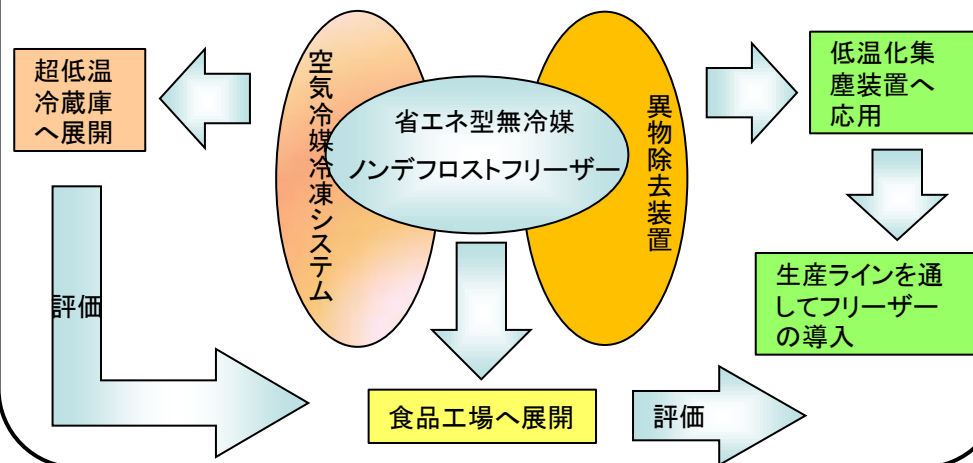 超低温
冷蔵庫
へ展開
空気冷媒冷凍システム
省エネ型無冷媒
ノンデフロストフリーザー
異物除去装置
低温化集
塵装置へ
応用
評価
生産ラインを通
してフリーザー
の導入
食品工場へ展開
評価